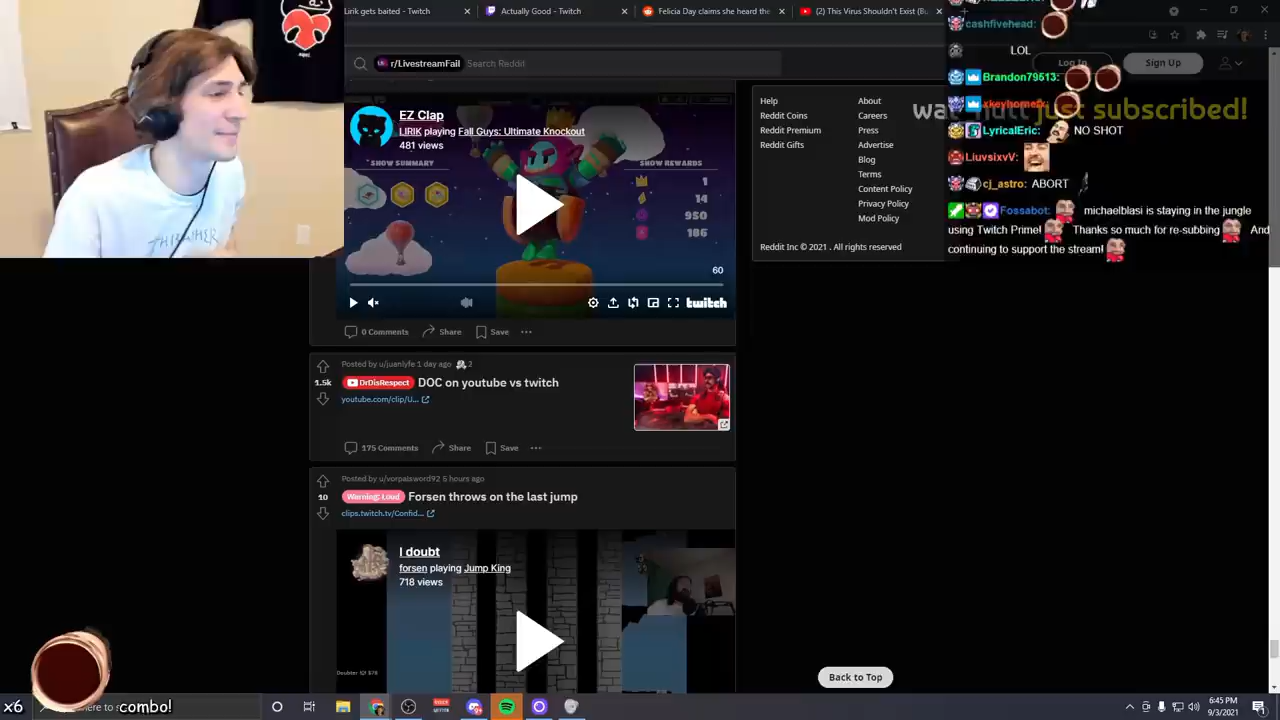 Lirik gets baited - Twitch
Actually Good - Twitch
Felicia Day claims she heard the
(2) This Virus Shouldn't Exist (Bu
r/LivestreamFail Search Reddit
Log In
Sign Up
EZ Clap
LIRIK playing Fall Guys: Ultimate Knockout
481 views
SHOW SUMMARY
SHOW REWARDS
1
14
950
186
60
twitch
0 Comments
Share
Save
Posted by u/juanlyfe 1 day ago
2
1.5k
DrDisRespect DOC on youtube vs twitch
youtube.com/clip/U...
175 Comments
Share
Save
Posted by u/vorpalsword92 5 hours ago
10
Warning: Loud Forsen throws on the last jump
clips.twitch.tv/Confid...
I doubt
forsen playing Jump King
718 views
Help
About
Reddit Coins
Careers
Reddit Premium
Press
Reddit Gifts
Advertise
Blog
Terms
Content Policy
Privacy Policy
Mod Policy
Reddit Inc © 2021 . All rights reserved
just subscribed!
cashfivehead:
LOL
Brandon79513:
LyricalEric: NO SHOT
LiuvsixvV:
cj_astro: ABORT
Fossabot: michaelblasi is staying in the jungle
using Twitch Prime! Thanks so much for re-subbing And
continuing to support the stream!
Back to Top
x6
combo!
6:45 PM
9/3/2021